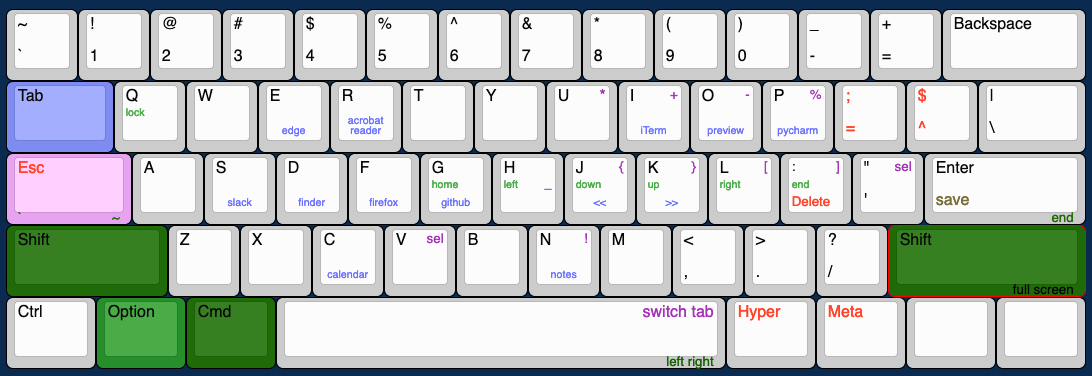 ~ ! @ # $ % ^ & * ( ) _ + Backspace
` 1 2 3 4 5 6 7 8 9 0 - =
Tab Q W E R T Y U * I + O - P % ; $ |
lock
edge acrobat reader iTerm preview pycharm = ^ \
Esc A S D F G H J { K } L [ : ] " sel Enter
home left _ down up right end
slack finder firefox github << >> Delete ' save
` ~ end
Shift Z X C V sel B N ! M < > ? Shift
calendar notes , . /
full screen
Ctrl Option Cmd switch tab Hyper Meta
left right